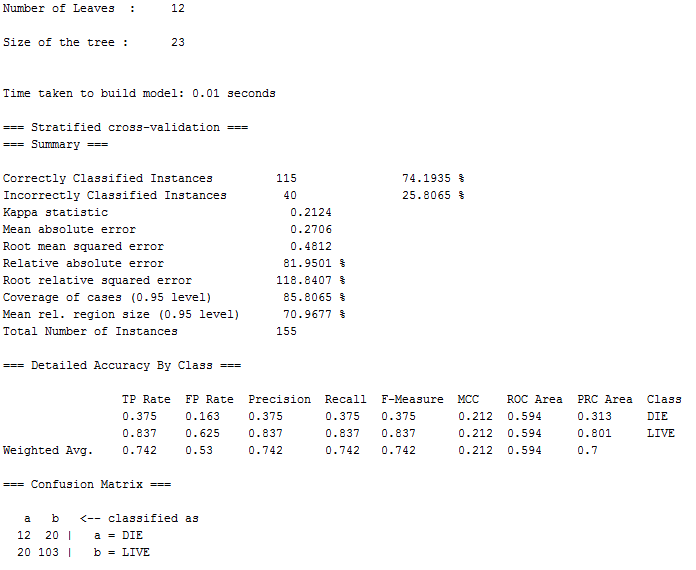 Number of Leaves  :     12
Size of the tree :      23
Time taken to build model: 0.01 seconds
=== Stratified cross-validation ===
=== Summary ===
Correctly Classified Instances         115               74.1935 %
Incorrectly Classified Instances        40               25.8065 %
Kappa statistic                          0.2124
Mean absolute error                      0.2706
Root mean squared error                  0.4812
Relative absolute error                 81.9501 %
Root relative squared error            118.8407 %
Coverage of cases (0.95 level)          85.8065 %
Mean rel. region size (0.95 level)      70.9677 %
Total Number of Instances              155
=== Detailed Accuracy By Class ===
                 TP Rate  FP Rate  Precision  Recall  F-Measure  MCC    ROC Area  PRC Area  Class
                 0.375    0.163    0.375      0.375   0.375      0.212  0.594     0.313     DIE
                 0.837    0.625    0.837      0.837   0.837      0.212  0.594     0.801     LIVE
Weighted Avg.    0.742    0.53     0.742      0.742   0.742      0.212  0.594     0.7
=== Confusion Matrix ===
   a   b   <-- classified as
  12  20 |   a = DIE
  20 103 |   b = LIVE